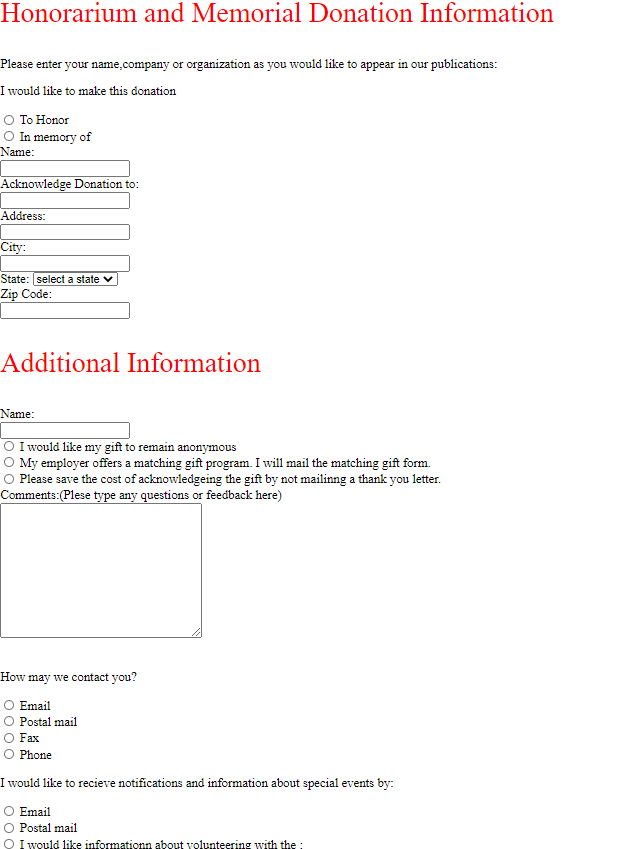 Honorarium and Memorial Donation Information
Please enter your name,company or organization as you would like to appear in our publications:
I would like to make this donation
To Honor
In memory of
Name:
Acknowledge Donation to:
Address:
City:
State: select a state
Zip Code:
Additional Information
Name:
I would like my gift to remain anonymous
My employer offers a matching gift program. I will mail the matching gift form.
Please save the cost of acknowledgeing the gift by not mailinng a thank you letter.
Comments:(Plese type any questions or feedback here)
How may we contact you?
Email
Postal mail
Fax
Phone
I would like to recieve notifications and information about special events by:
Email
Postal mail
I would like informationn about volunteering with the :